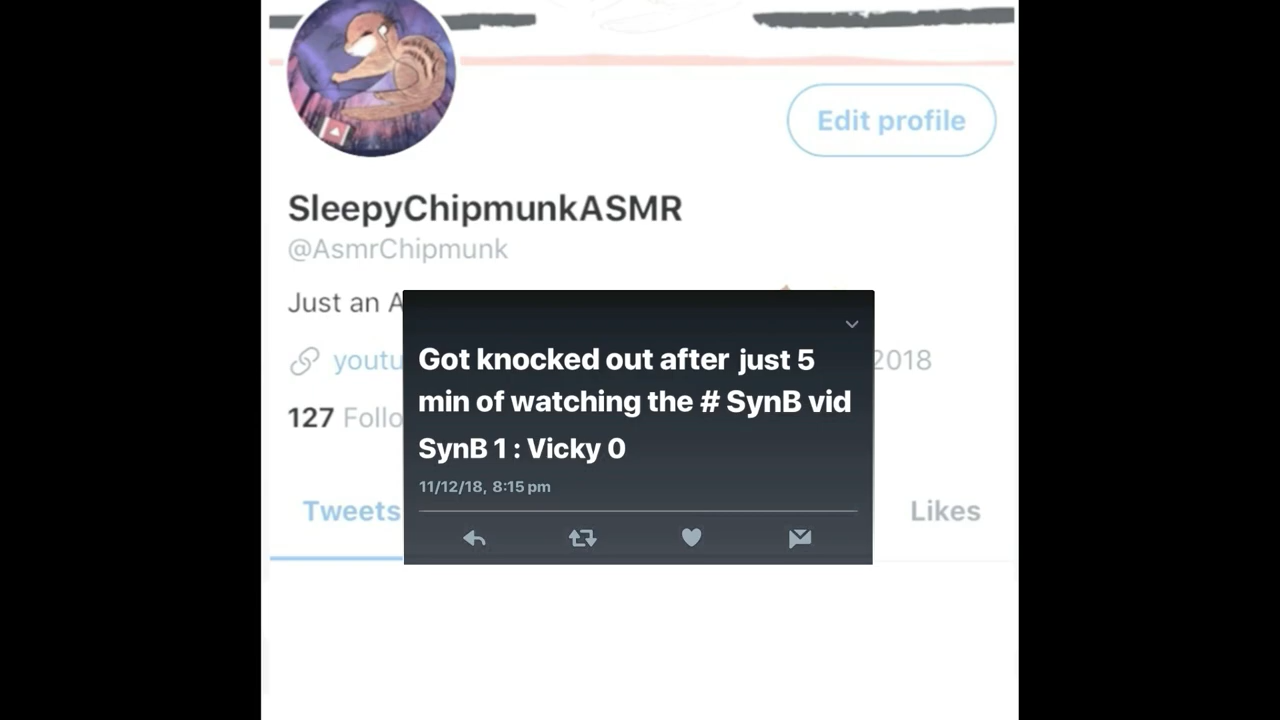 Edit profile
SleepyChipmunkASMR
@AsmrChipmunk
Just an A
youtu 2018
127 Follo
Got knocked out after just 5
min of watching the # SynB vid
SynB 1 : Vicky 0
11/12/18, 8:15 pm
Tweets Likes